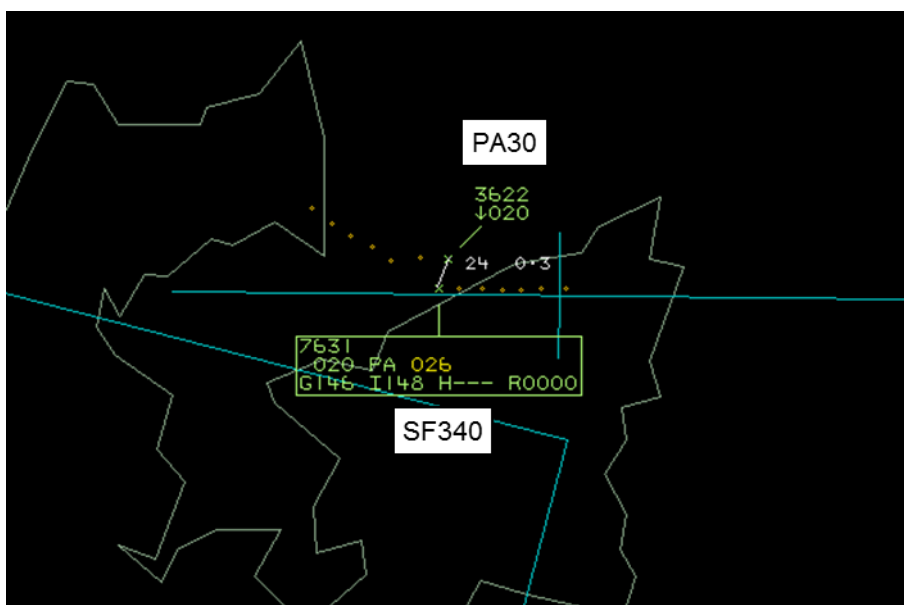 PA30
3622
↓020
24 0.3
7631
020 PA 026
G146 I148 H--- R0000
SF340